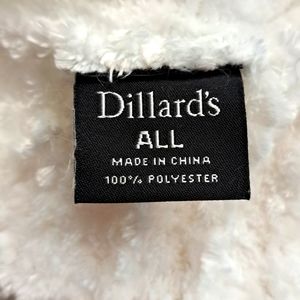 Dillard's
ALL
MADE IN CHINA
100% POLYESTER